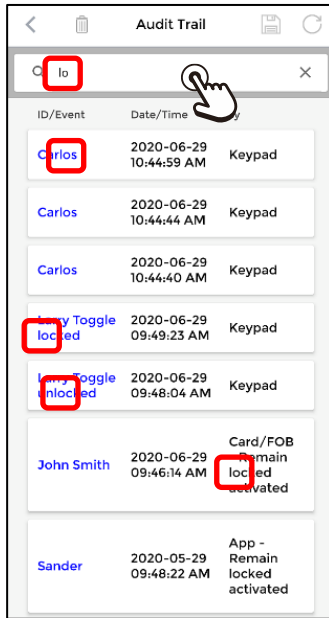 Audit Trail
lo
ID/Event Date/Time
Carlos 2020-06-29 10:44:59 AM Keypad
Carlos 2020-06-29 10:44:44 AM Keypad
Carlos 2020-06-29 10:44:40 AM Keypad
Larry Toggle locked 2020-06-29 09:49:23 AM Keypad
Larry Toggle unlocked 2020-06-29 09:48:04 AM Keypad
John Smith 2020-06-29 09:46:14 AM Card/FOB - Remain locked activated
Sander 2020-05-29 09:48:22 AM App - Remain locked activated